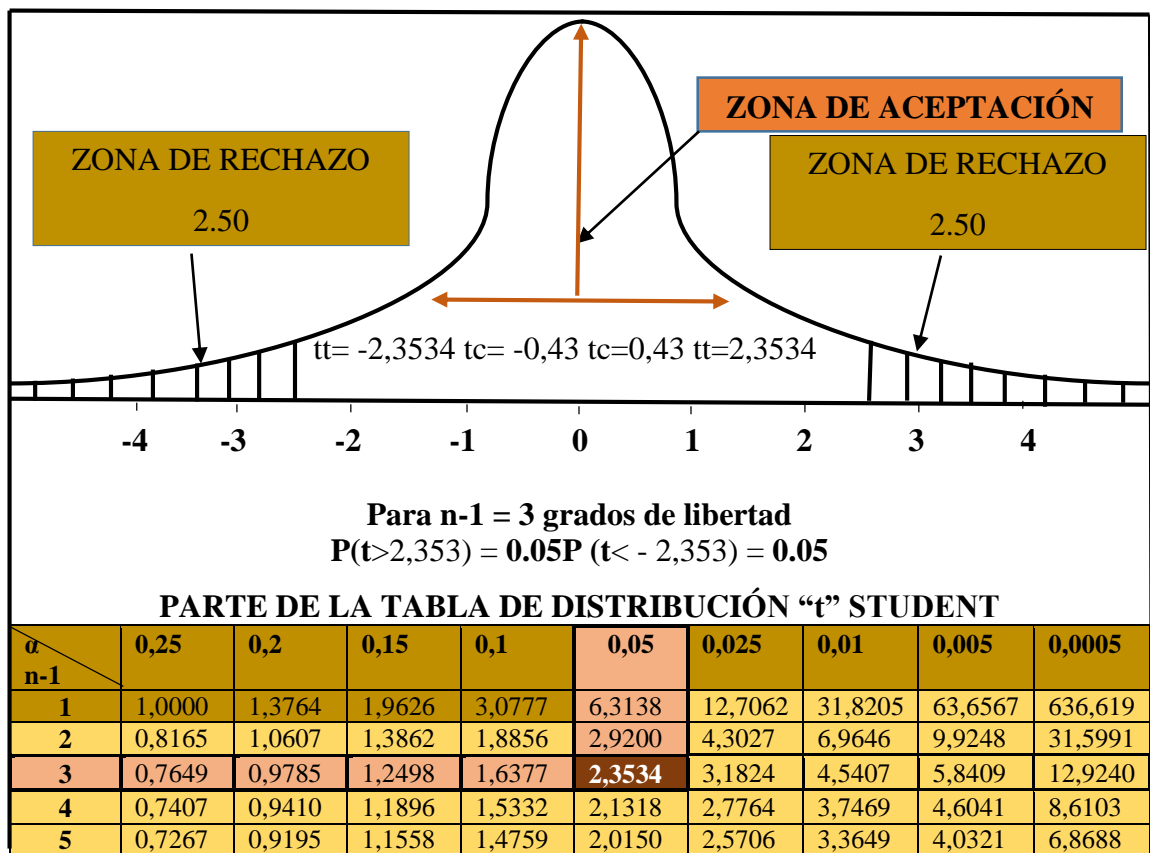 ZONA DE ACEPTACIÓN
ZONA DE RECHAZO
2.50
ZONA DE RECHAZO
2.50
tt= -2,3534 tc= -0,43 tc=0,43 tt=2,3534
-4 -3 -2 -1 0 1 2 3 4
Para n-1 = 3 grados de libertad
P(t>2,353) = 0.05P (t< - 2,353) = 0.05
PARTE DE LA TABLA DE DISTRIBUCIÓN “t” STUDENT
α 0,25 0,2 0,15 0,1 0,05 0,025 0,01 0,005 0,0005
n-1
1 1,0000 1,3764 1,9626 3,0777 6,3138 12,7062 31,8205 63,6567 636,619
2 0,8165 1,0607 1,3862 1,8856 2,9200 4,3027 6,9646 9,9248 31,5991
3 0,7649 0,9785 1,2498 1,6377 2,3534 3,1824 4,5407 5,8409 12,9240
4 0,7407 0,9410 1,1896 1,5332 2,1318 2,7764 3,7469 4,6041 8,6103
5 0,7267 0,9195 1,1558 1,4759 2,0150 2,5706 3,3649 4,0321 6,8688